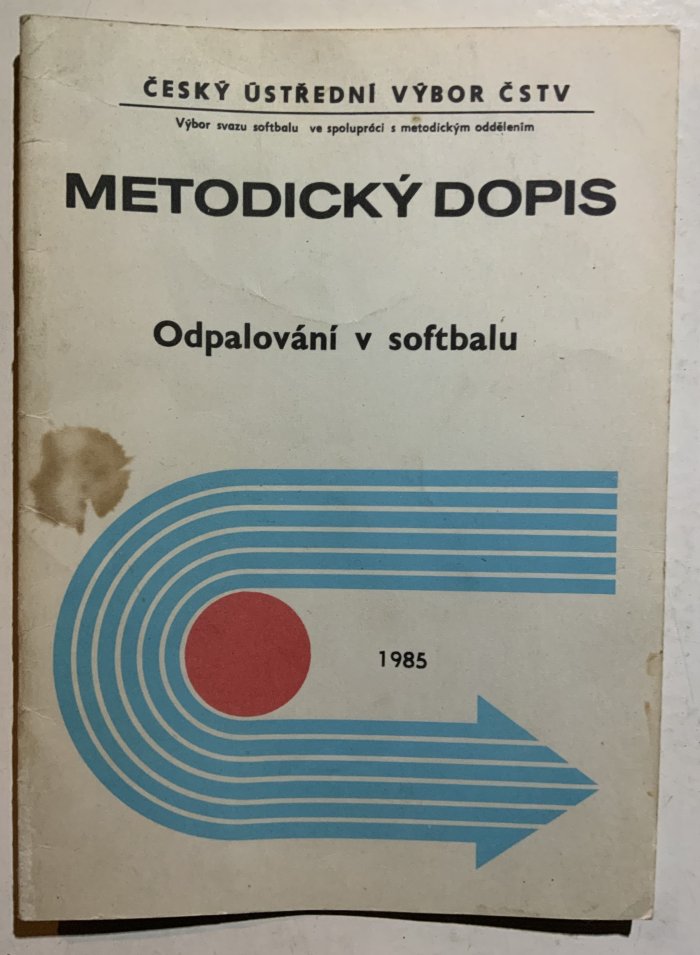 ČESKÝ ÚSTŘEDNÍ VÝBOR ČSTV
Výbor svazu softbalu ve spolupráci s metodickým oddělením
METODICKÝ DOPIS
Odpalování v softbalu
1985